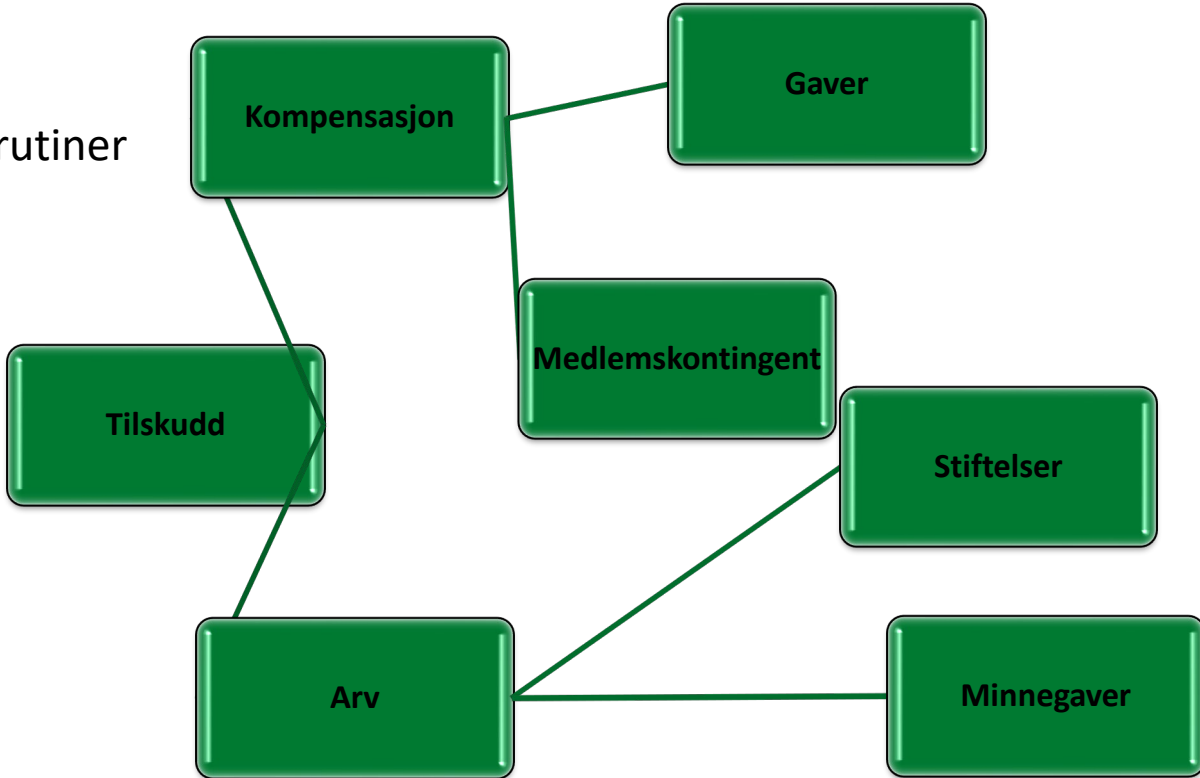 Gaver
Kompensasjon
rutiner
Medlemskontingent
Tilskudd
Stiftelser
Arv
Minnegaver